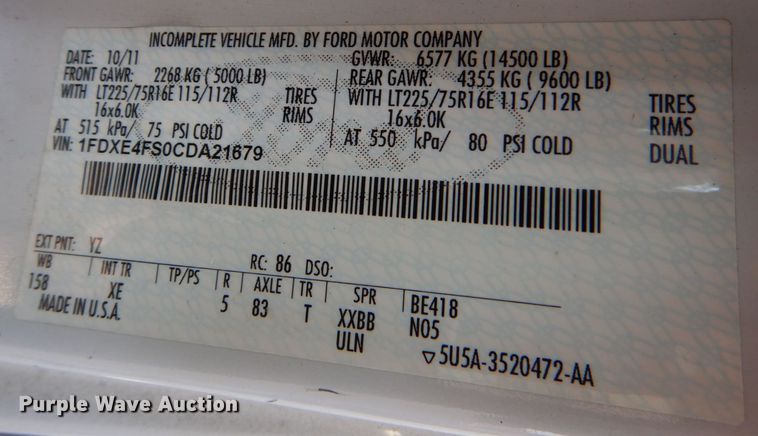 INCOMPLETE VEHICLE MFD. BY FORD MOTOR COMPANY
DATE: 10/11 GVWR: 6577 KG (14500 LB)
FRONT GAWR: 2268 KG ( 5000 LB) REAR GAWR: 4355 KG ( 9600 LB)
WITH LT225/75R16E 115/112R TIRES WITH LT225/75R16E 115/112R TIRES
16x6.0K RIMS 16x6.0K RIMS
AT 515 kPa/ 75 PSI COLD AT 550 kPa/ 80 PSI COLD DUAL
VIN: 1FDXE4FS0CDA21679
EXT PNT: YZ RC: 86 DSO:
WB INT TR TP/PS R AXLE TR SPR BE418
158 XE 5 83 T XXBB N05
MADE IN U.S.A. ULN ▽5U5A-3520472-AA
Purple Wave Auction